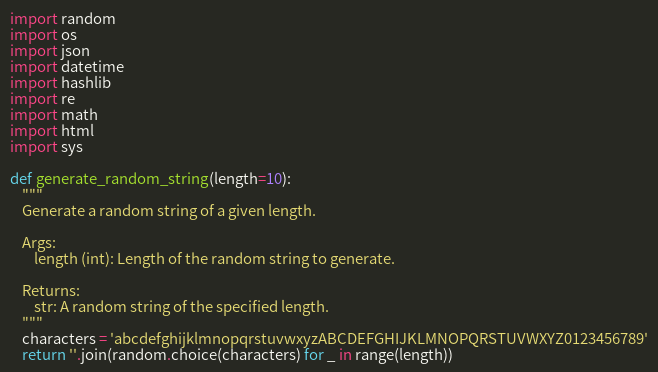 import random
import os
import json
import datetime
import hashlib
import re
import math
import html
import sys

def generate_random_string(length=10):
    """
    Generate a random string of a given length.

    Args:
        length (int): Length of the random string to generate.

    Returns:
        str: A random string of the specified length.
    """
    characters = 'abcdefghijklmnopqrstuvwxyzABCDEFGHIJKLMNOPQRSTUVWXYZ0123456789'
    return ''.join(random.choice(characters) for _ in range(length))